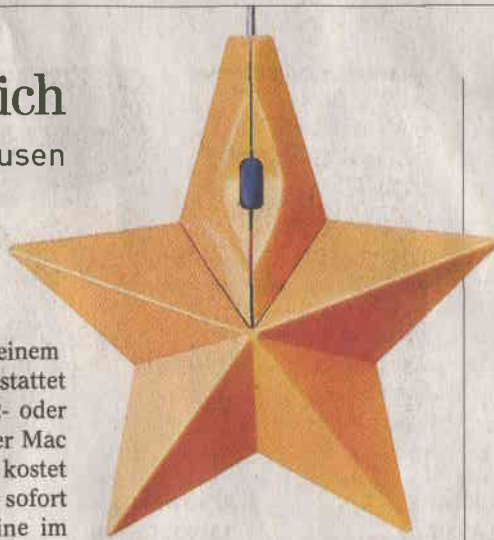 ich
usen
einem
stattet
- oder
er Mac
kostet
sofort
ine im